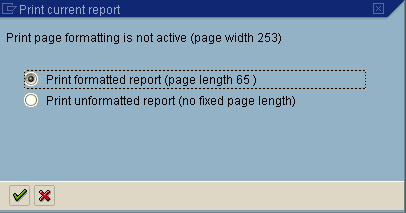 Print current report
Print page formatting is not active (page width 253)
Print formatted report (page length 65 )
Print unformatted report (no fixed page length)